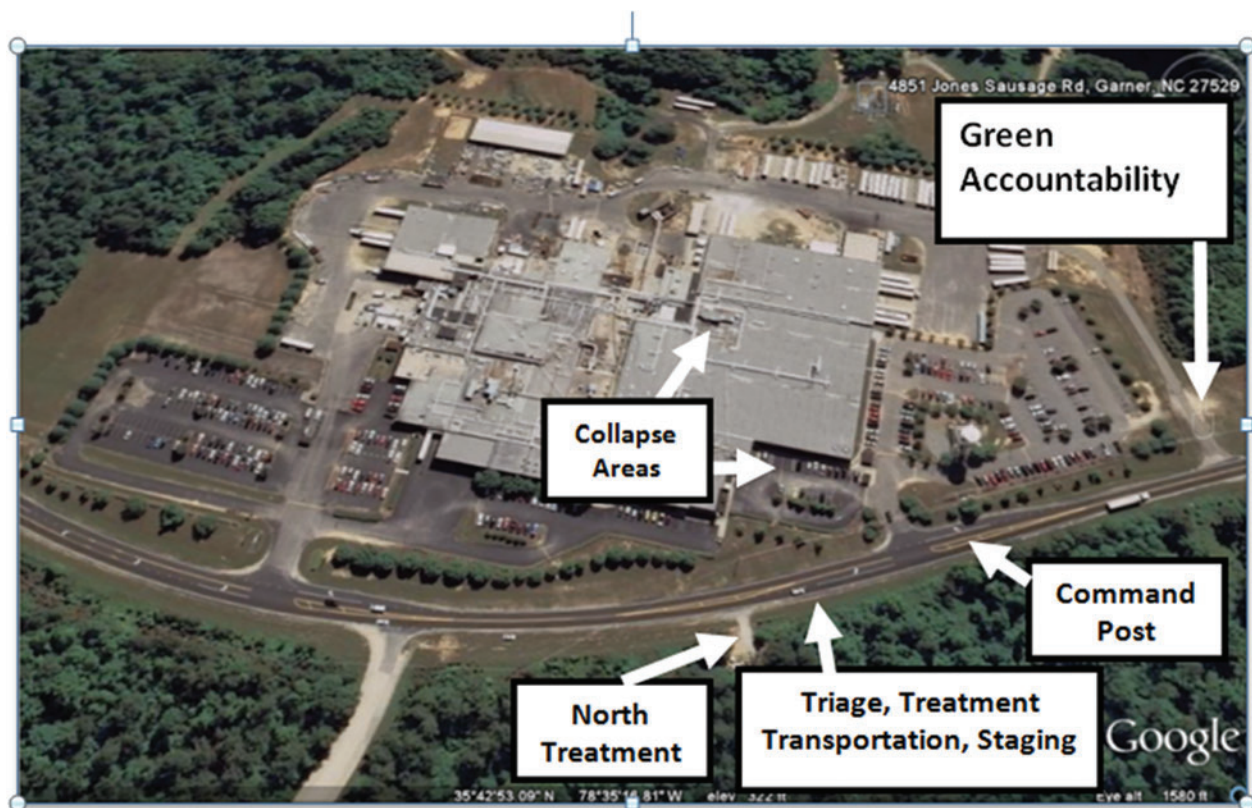 4851 Jones Sausage Rd, Garner, NC 27529
Green
Accountability
Collapse
Areas
Command
Post
North
Treatment
Triage, Treatment
Transportation, Staging
Google
35°42'53.09" N 78°35'16.81" W elev 322 ft Eye alt 1580 ft